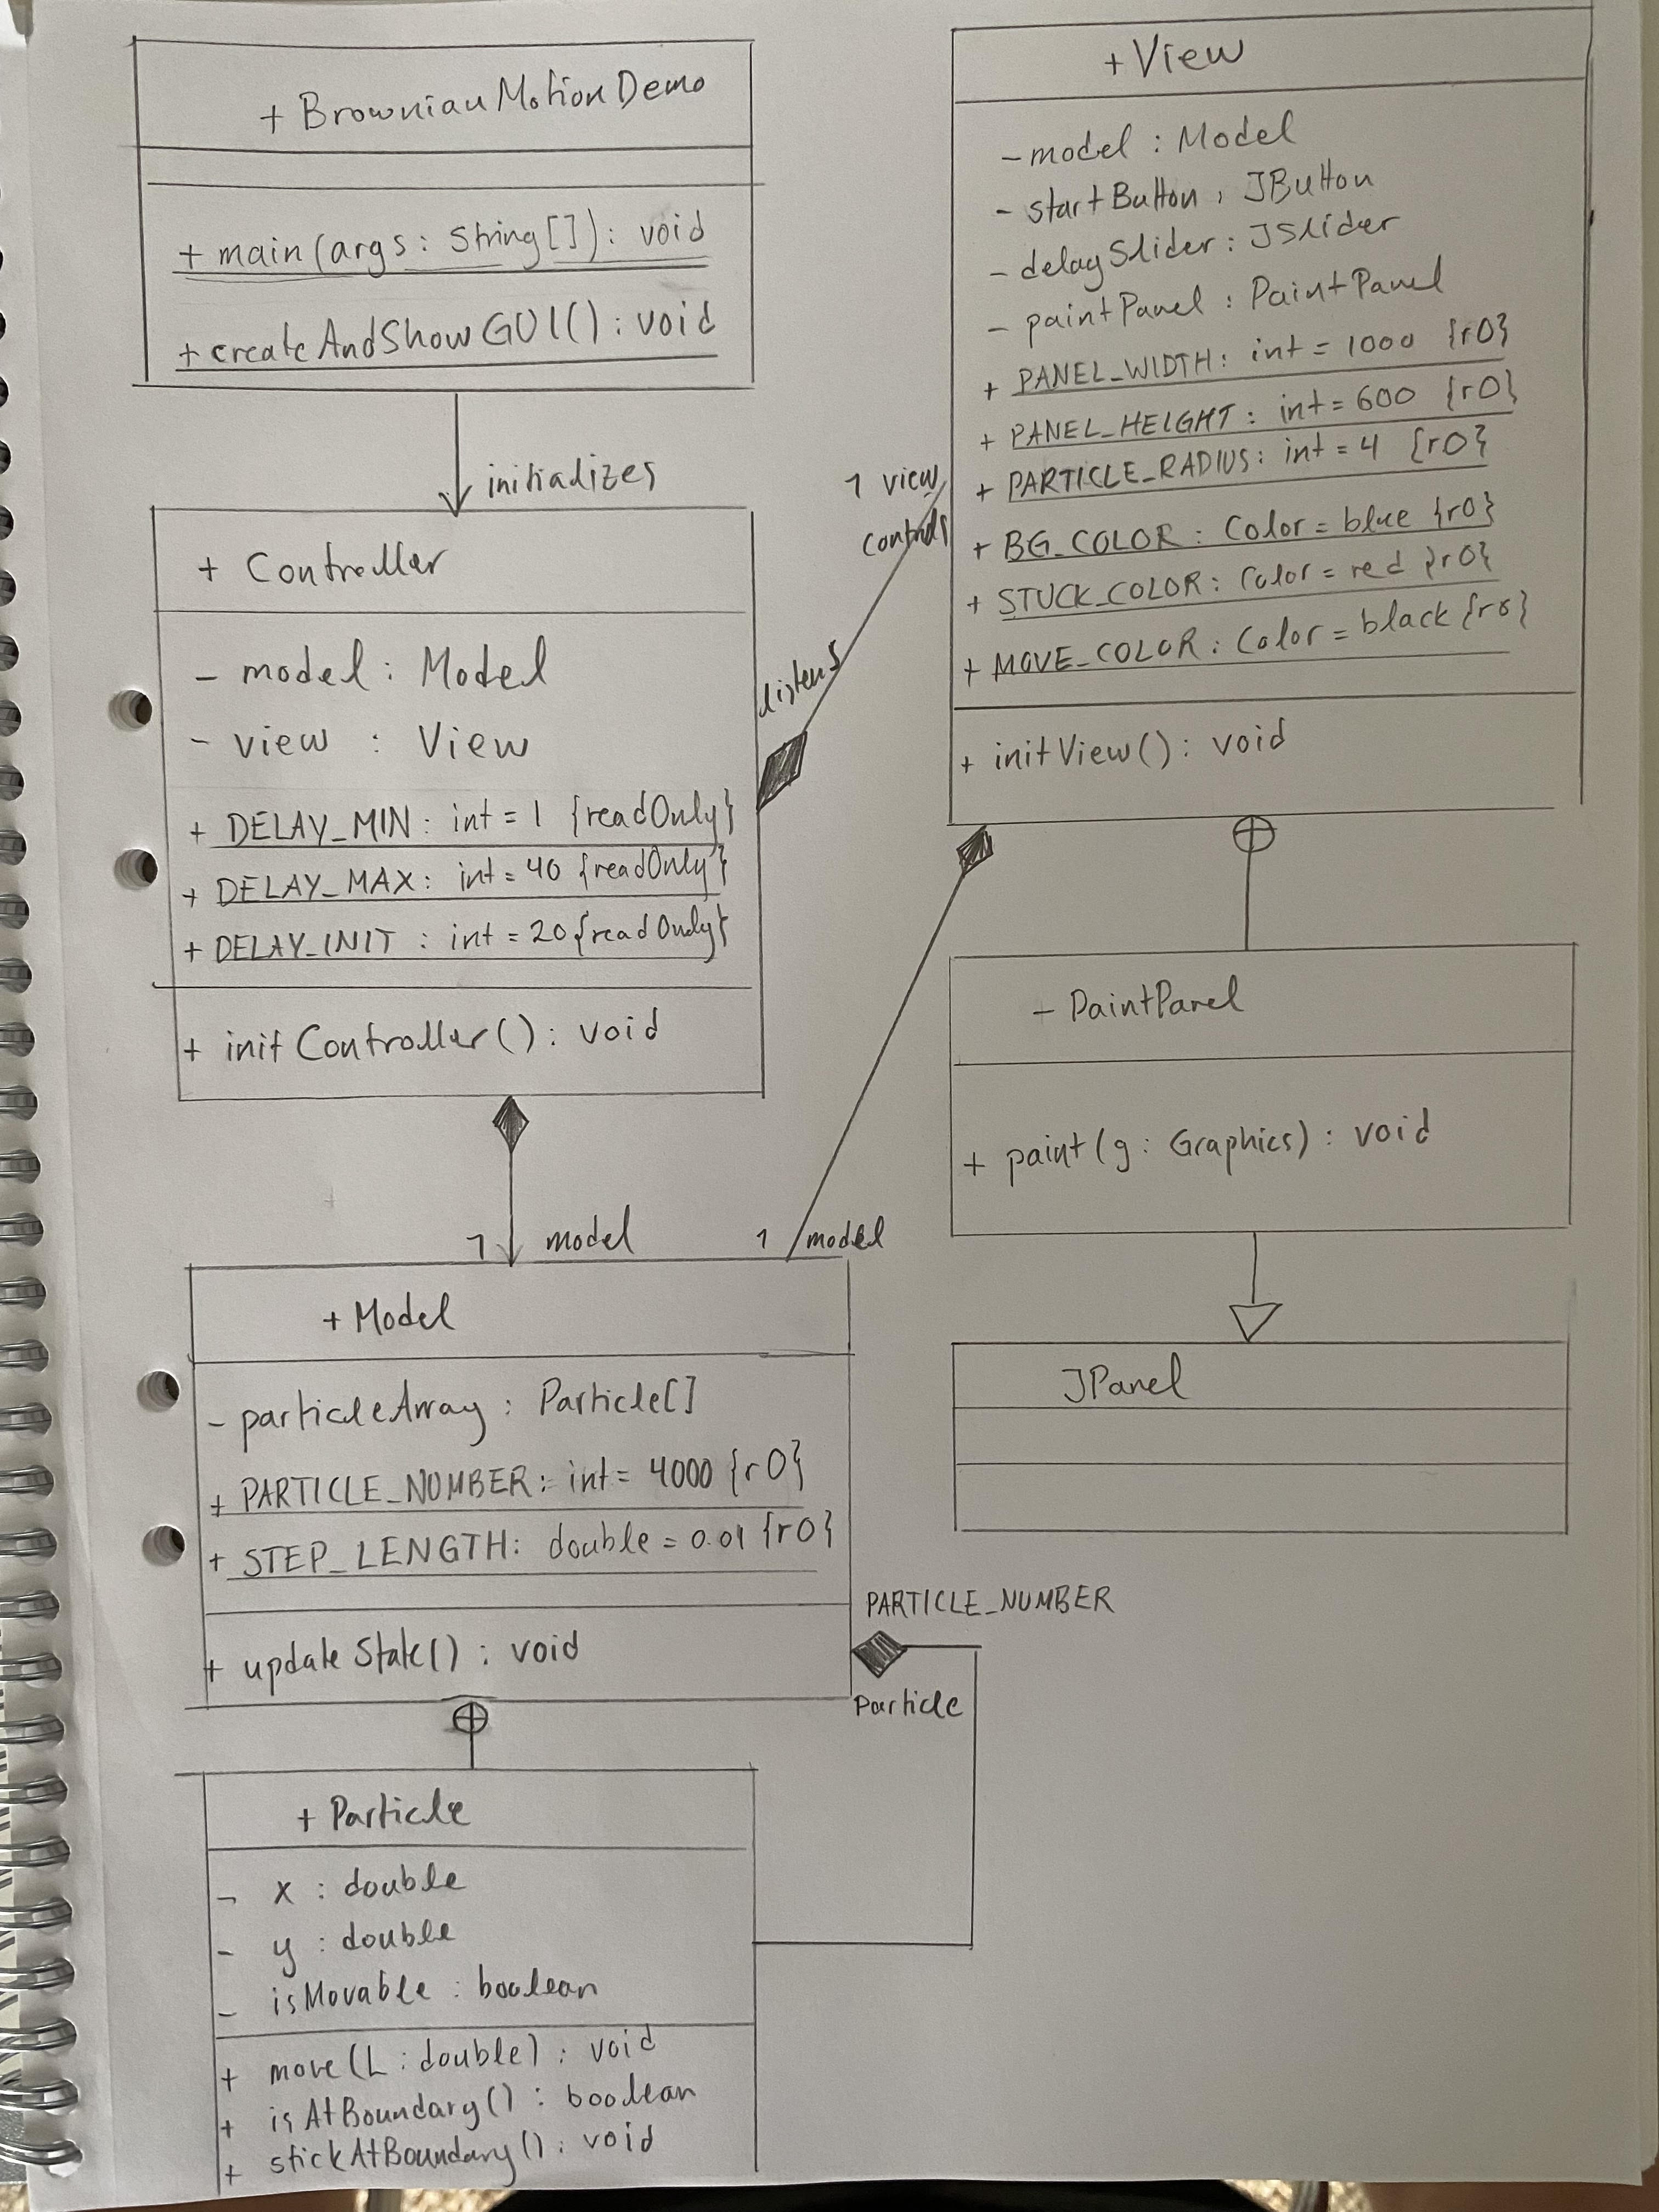 + BrownianMotionDemo
+ main(args: String[]): void
+ createAndShowGUI(): void
initializes
+ Controller
- model: Model
- view : View
+ DELAY_MIN: int = 1 {readOnly}
+ DELAY_MAX: int = 40 {readOnly}
+ DELAY_INIT : int = 20 {readOnly}
+ initController(): void
1 view
controls
listens
1 model
1 model
+ View
- model : Model
- startButton , JButton
- delaySlider : JSlider
- paintPanel : PaintPanel
+ PANEL_WIDTH: int = 1000 {rO}
+ PANEL_HEIGHT: int = 600 {rO}
+ PARTICLE_RADIUS: int = 4 {rO}
+ BG_COLOR : Color = blue {rO}
+ STUCK_COLOR : Color = red {rO}
+ MOVE_COLOR : Color = black {rO}
+ initView() : void
- PaintPanel
+ paint(g: Graphics) : void
JPanel
+ Model
- particleArray : Particle[]
+ PARTICLE_NUMBER: int = 4000 {rO}
+ STEP_LENGTH: double = 0.01 {rO}
+ updateState() : void
PARTICLE_NUMBER
Particle
+ Particle
- x : double
- y : double
- isMovable : boolean
+ move(L : double) : void
+ isAtBoundary() : boolean
+ stickAtBoundary() : void